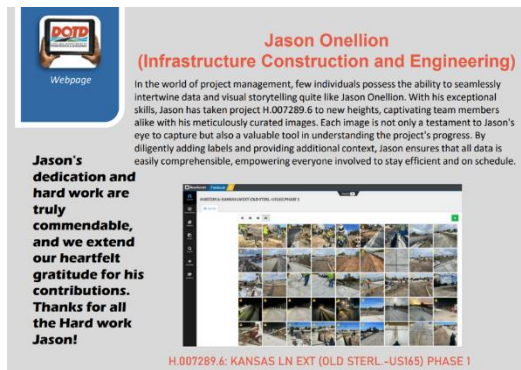 DOTD
Webpage
Jason Onellion
(Infrastructure Construction and Engineering)
In the world of project management, few individuals possess the ability to seamlessly
intertwine data and visual storytelling quite like Jason Onellion. With his exceptional
skills, Jason has taken project H.007289.6 to new heights, captivating team members
alike with his meticulously curated images. Each image is not only a testament to Jason's
eye to capture but also a valuable tool in understanding the project's progress. By
diligently adding labels and providing additional context, Jason ensures that all data is
easily comprehensible, empowering everyone involved to stay efficient and on schedule.
Jason's
dedication and
hard work are
truly
commendable,
and we extend
our heartfelt
gratitude for his
contributions.
Thanks for all
the Hard work
Jason!
H.007289.6: KANSAS LN EXT (OLD STERL.-US165) PHASE 1